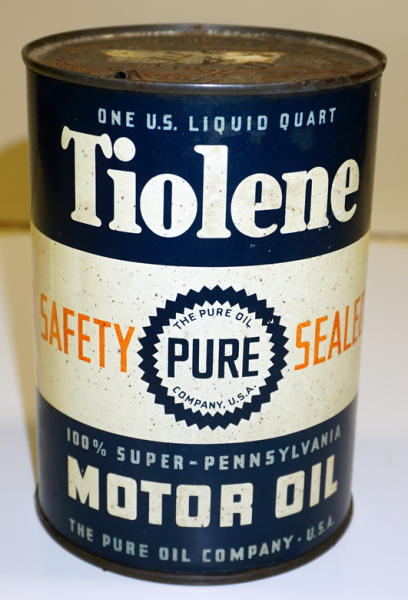 ONE U.S. LIQUID QUART
Tiolene
SAFETY SEALED
THE PURE OIL
PURE
COMPANY, U.S.A.
100% SUPER-PENNSYLVANIA
MOTOR OIL
THE PURE OIL COMPANY · U.S.A.